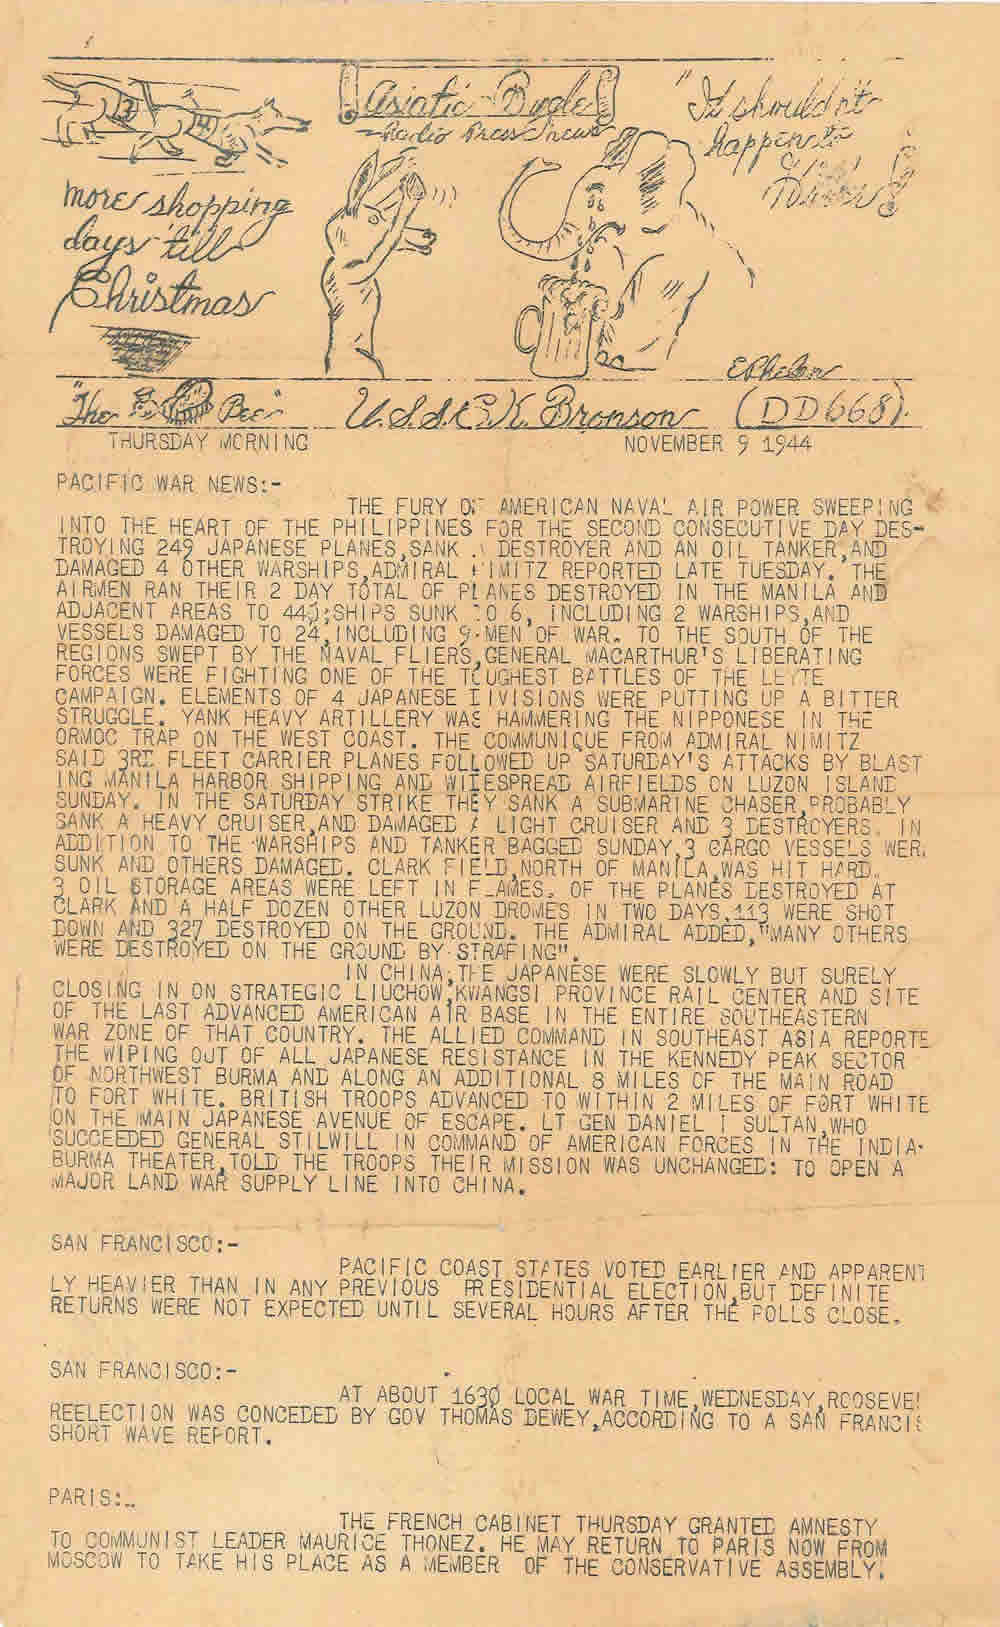 Asiatic Bugle
Radio Press News
"It shouldn't
happen to
more shopping
days 'till
Christmas
E Phelan
"The Bee" U.S.S. C.K. Bronson (DD668).
THURSDAY MORNING NOVEMBER 9 1944
PACIFIC WAR NEWS:-
THE FURY OF AMERICAN NAVAL AIR POWER SWEEPING
INTO THE HEART OF THE PHILIPPINES FOR THE SECOND CONSECUTIVE DAY DES-
TROYING 249 JAPANESE PLANES,SANK A DESTROYER AND AN OIL TANKER,AND
DAMAGED 4 OTHER WARSHIPS,ADMIRAL NIMITZ REPORTED LATE TUESDAY. THE
AIRMEN RAN THEIR 2 DAY TOTAL OF PLANES DESTROYED IN THE MANILA AND
ADJACENT AREAS TO 440;SHIPS SUNK TO 6, INCLUDING 2 WARSHIPS,AND
VESSELS DAMAGED TO 24,INCLUDING 9 MEN OF WAR. TO THE SOUTH OF THE
REGIONS SWEPT BY THE NAVAL FLIERS,GENERAL MACARTHUR'S LIBERATING
FORCES WERE FIGHTING ONE OF THE TOUGHEST BATTLES OF THE LEYTE
CAMPAIGN. ELEMENTS OF 4 JAPANESE DIVISIONS WERE PUTTING UP A BITTER
STRUGGLE. YANK HEAVY ARTILLERY WAS HAMMERING THE NIPPONESE IN THE
ORMOC TRAP ON THE WEST COAST. THE COMMUNIQUE FROM ADMIRAL NIMITZ
SAID 3RD FLEET CARRIER PLANES FOLLOWED UP SATURDAY'S ATTACKS BY BLAST
ING MANILA HARBOR SHIPPING AND WIDESPREAD AIRFIELDS ON LUZON ISLAND
SUNDAY. IN THE SATURDAY STRIKE THEY SANK A SUBMARINE CHASER,PROBABLY
SANK A HEAVY CRUISER,AND DAMAGED A LIGHT CRUISER AND 3 DESTROYERS. IN
ADDITION TO THE WARSHIPS AND TANKER BAGGED SUNDAY,3 CARGO VESSELS WER
SUNK AND OTHERS DAMAGED. CLARK FIELD,NORTH OF MANILA,WAS HIT HARD.
3 OIL STORAGE AREAS WERE LEFT IN FLAMES. OF THE PLANES DESTROYED AT
CLARK AND A HALF DOZEN OTHER LUZON DROMES IN TWO DAYS,113 WERE SHOT
DOWN AND 327 DESTROYED ON THE GROUND. THE ADMIRAL ADDED,"MANY OTHERS
WERE DESTROYED ON THE GROUND BY STRAFING".
IN CHINA,THE JAPANESE WERE SLOWLY BUT SURELY
CLOSING IN ON STRATEGIC LIUCHOW,KWANGSI PROVINCE RAIL CENTER AND SITE
OF THE LAST ADVANCED AMERICAN AIR BASE IN THE ENTIRE SOUTHEASTERN
WAR ZONE OF THAT COUNTRY. THE ALLIED COMMAND IN SOUTHEAST ASIA REPORTE
THE WIPING OUT OF ALL JAPANESE RESISTANCE IN THE KENNEDY PEAK SECTOR
OF NORTHWEST BURMA AND ALONG AN ADDITIONAL 8 MILES OF THE MAIN ROAD
TO FORT WHITE. BRITISH TROOPS ADVANCED TO WITHIN 2 MILES OF FORT WHITE
ON THE MAIN JAPANESE AVENUE OF ESCAPE. LT GEN DANIEL I SULTAN,WHO
SUCCEEDED GENERAL STILWILL IN COMMAND OF AMERICAN FORCES IN THE INDIA-
BURMA THEATER,TOLD THE TROOPS THEIR MISSION WAS UNCHANGED: TO OPEN A
MAJOR LAND WAR SUPPLY LINE INTO CHINA.
SAN FRANCISCO:-
PACIFIC COAST STATES VOTED EARLIER AND APPARENT
LY HEAVIER THAN IN ANY PREVIOUS PRESIDENTIAL ELECTION,BUT DEFINITE
RETURNS WERE NOT EXPECTED UNTIL SEVERAL HOURS AFTER THE POLLS CLOSE.
SAN FRANCISCO:-
AT ABOUT 1630 LOCAL WAR TIME,WEDNESDAY,ROOSEVEL
REELECTION WAS CONCEDED BY GOV THOMAS DEWEY,ACCORDING TO A SAN FRANCIS
SHORT WAVE REPORT.
PARIS:-
THE FRENCH CABINET THURSDAY GRANTED AMNESTY
TO COMMUNIST LEADER MAURICE THONEZ. HE MAY RETURN TO PARIS NOW FROM
MOSCOW TO TAKE HIS PLACE AS A MEMBER OF THE CONSERVATIVE ASSEMBLY.